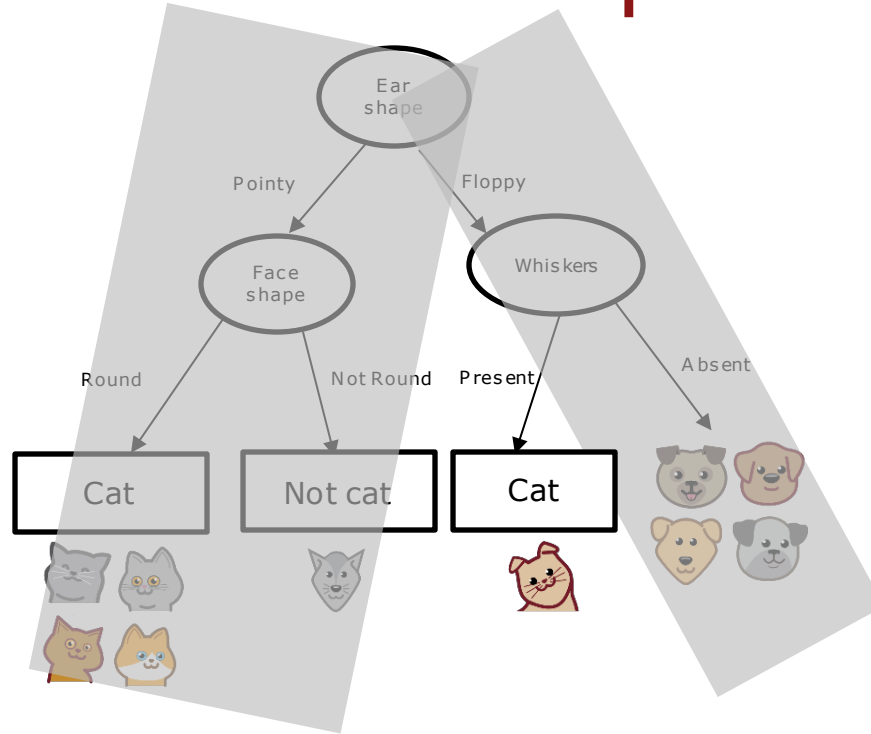 Ear
shape
Pointy
Floppy
Face
shape
Whiskers
Round
Not Round
Present
Absent
Cat
Not cat
Cat